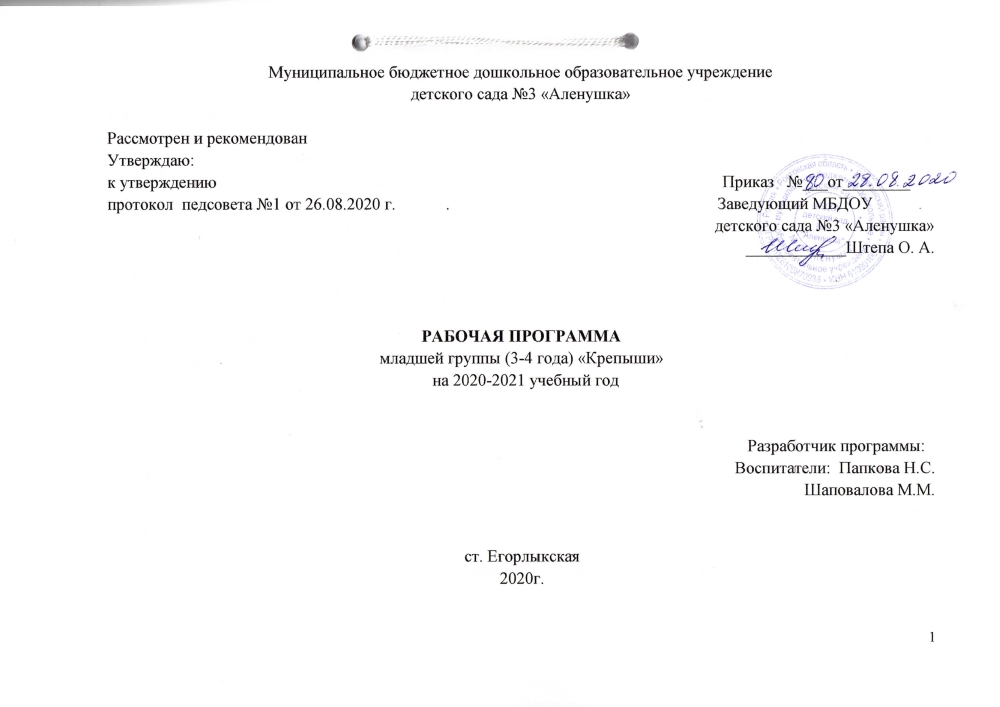 Муниципальное бюджетное дошкольное образовательное учреждение
детского сада №3 «Аленушка»
Рассмотрен и рекомендован
Утверждаю:
к утверждению
Приказ № 90 от 28.08.2020
протокол педсовета №1 от 26.08.2020 г.
Заведующий МБДОУ
детского сада №3 «Аленушка»
Штепа О. А.
РАБОЧАЯ ПРОГРАММА
младшей группы (3-4 года) «Крепыши»
на 2020-2021 учебный год
Разработчик программы:
Воспитатели: Папкова Н.С.
Шаповалова М.М.
ст. Егорлыкская
2020г.
1